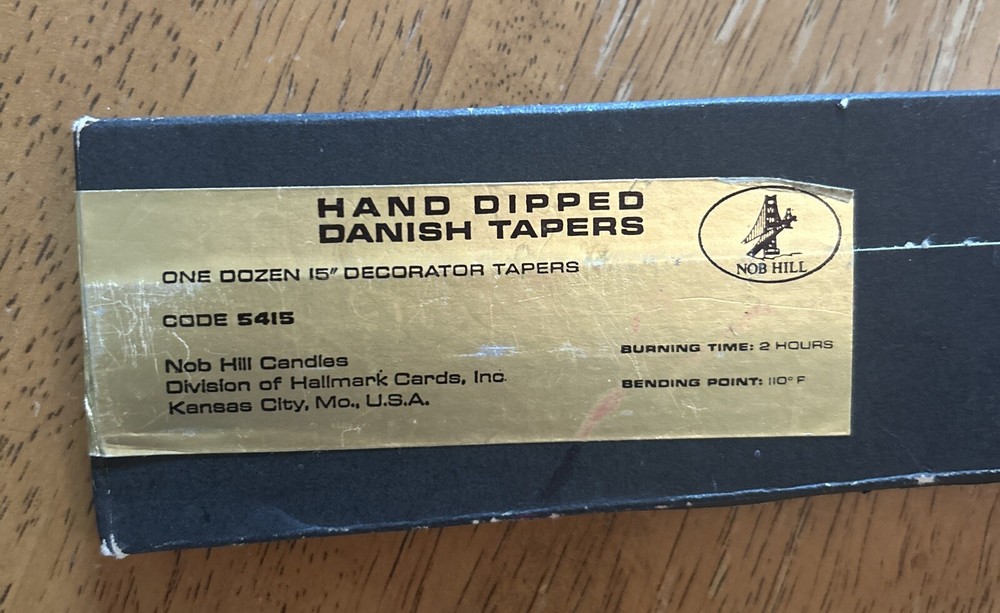 HAND DIPPED
DANISH TAPERS
ONE DOZEN 15" DECORATOR TAPERS
CODE 5415
Nob Hill Candles
Division of Hallmark Cards, Inc.
Kansas City, Mo., U.S.A.
NOB HILL
BURNING TIME: 2 HOURS
BENDING POINT: 110° F